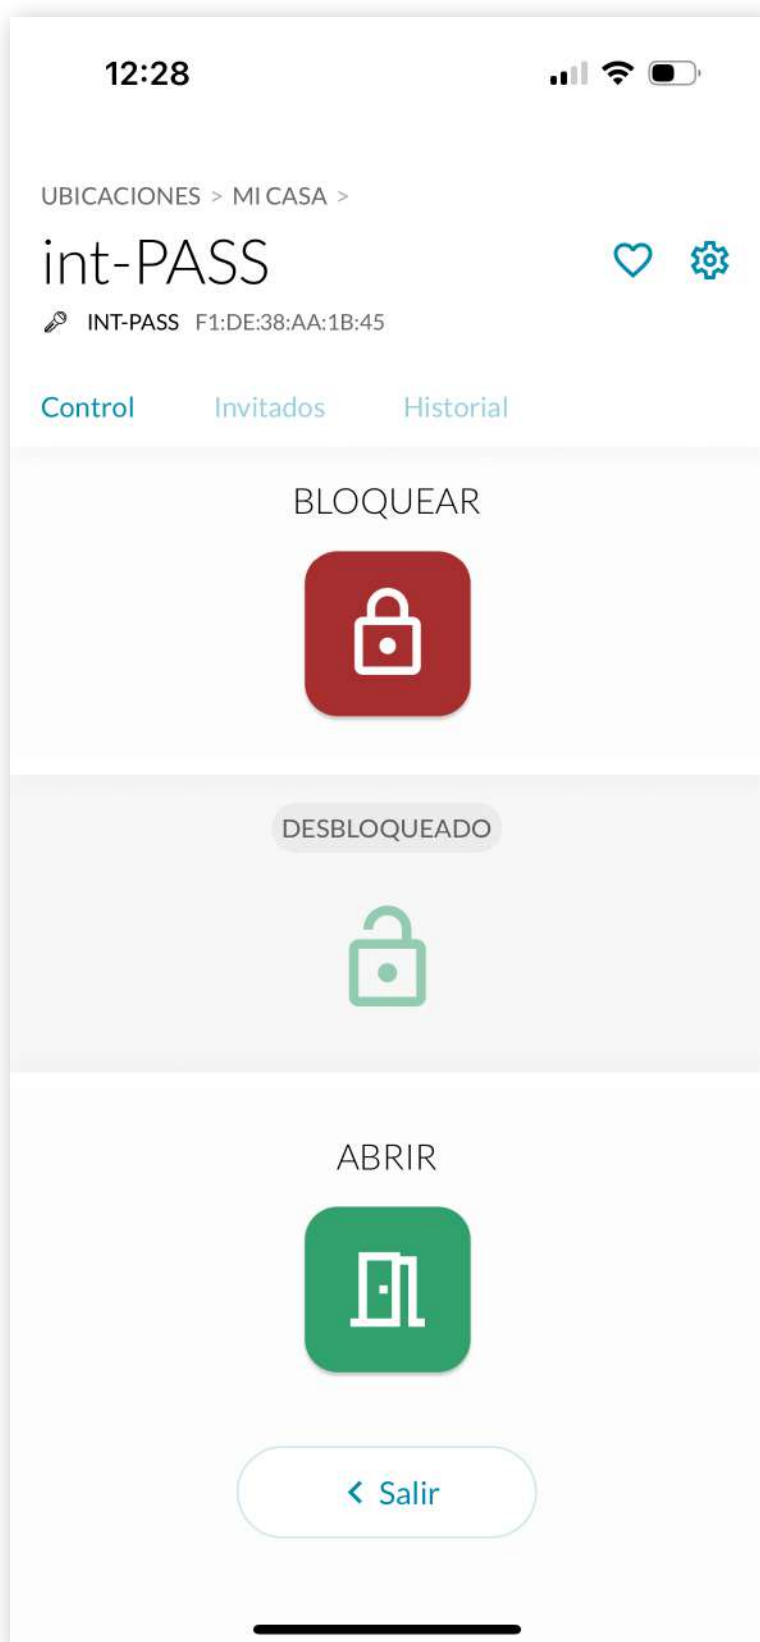 12:28
UBICACIONES > MI CASA >
int-PASS
INT-PASS F1:DE:38:AA:1B:45
Control Invitados Historial
BLOQUEAR
DESBLOQUEADO
ABRIR
< Salir